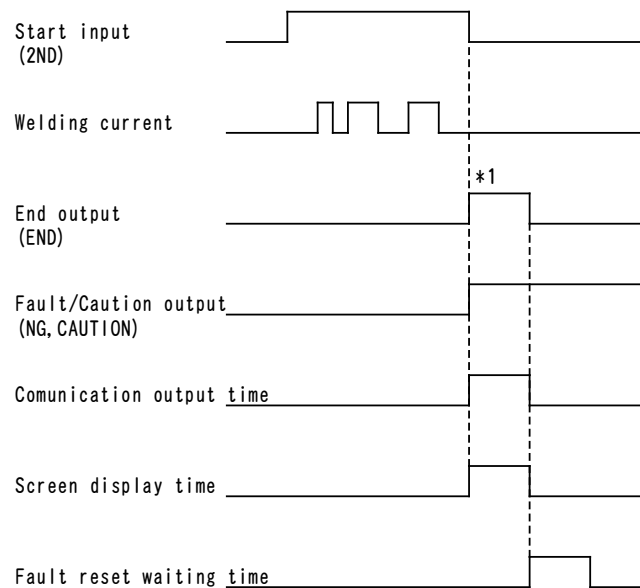 Start input
(2ND)
Welding current
*1
End output
(END)
Fault/Caution output
(NG, CAUTION)
Comunication output time
Screen display time
Fault reset waiting time